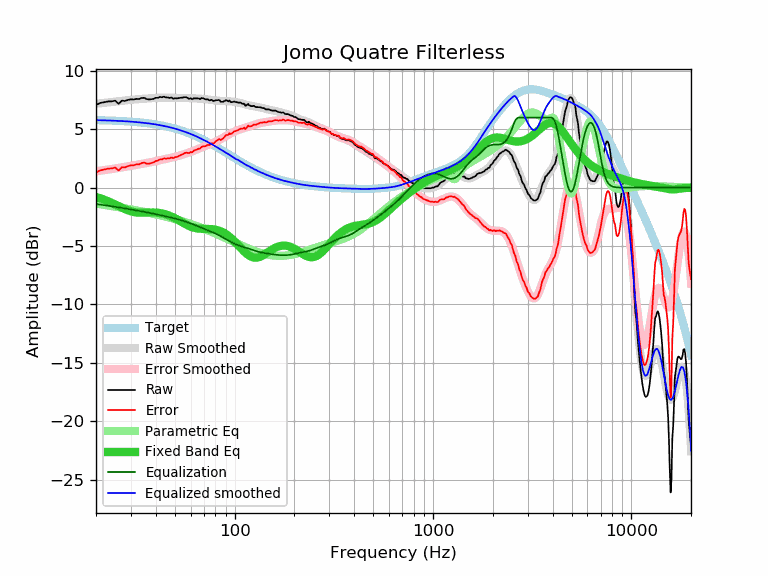 Jomo Quatre Filterless
10
5
0
−5
−10
−15
−20
−25
Amplitude (dBr)
Target
Raw Smoothed
Error Smoothed
Raw
Error
Parametric Eq
Fixed Band Eq
Equalization
Equalized smoothed
100
1000
10000
Frequency (Hz)